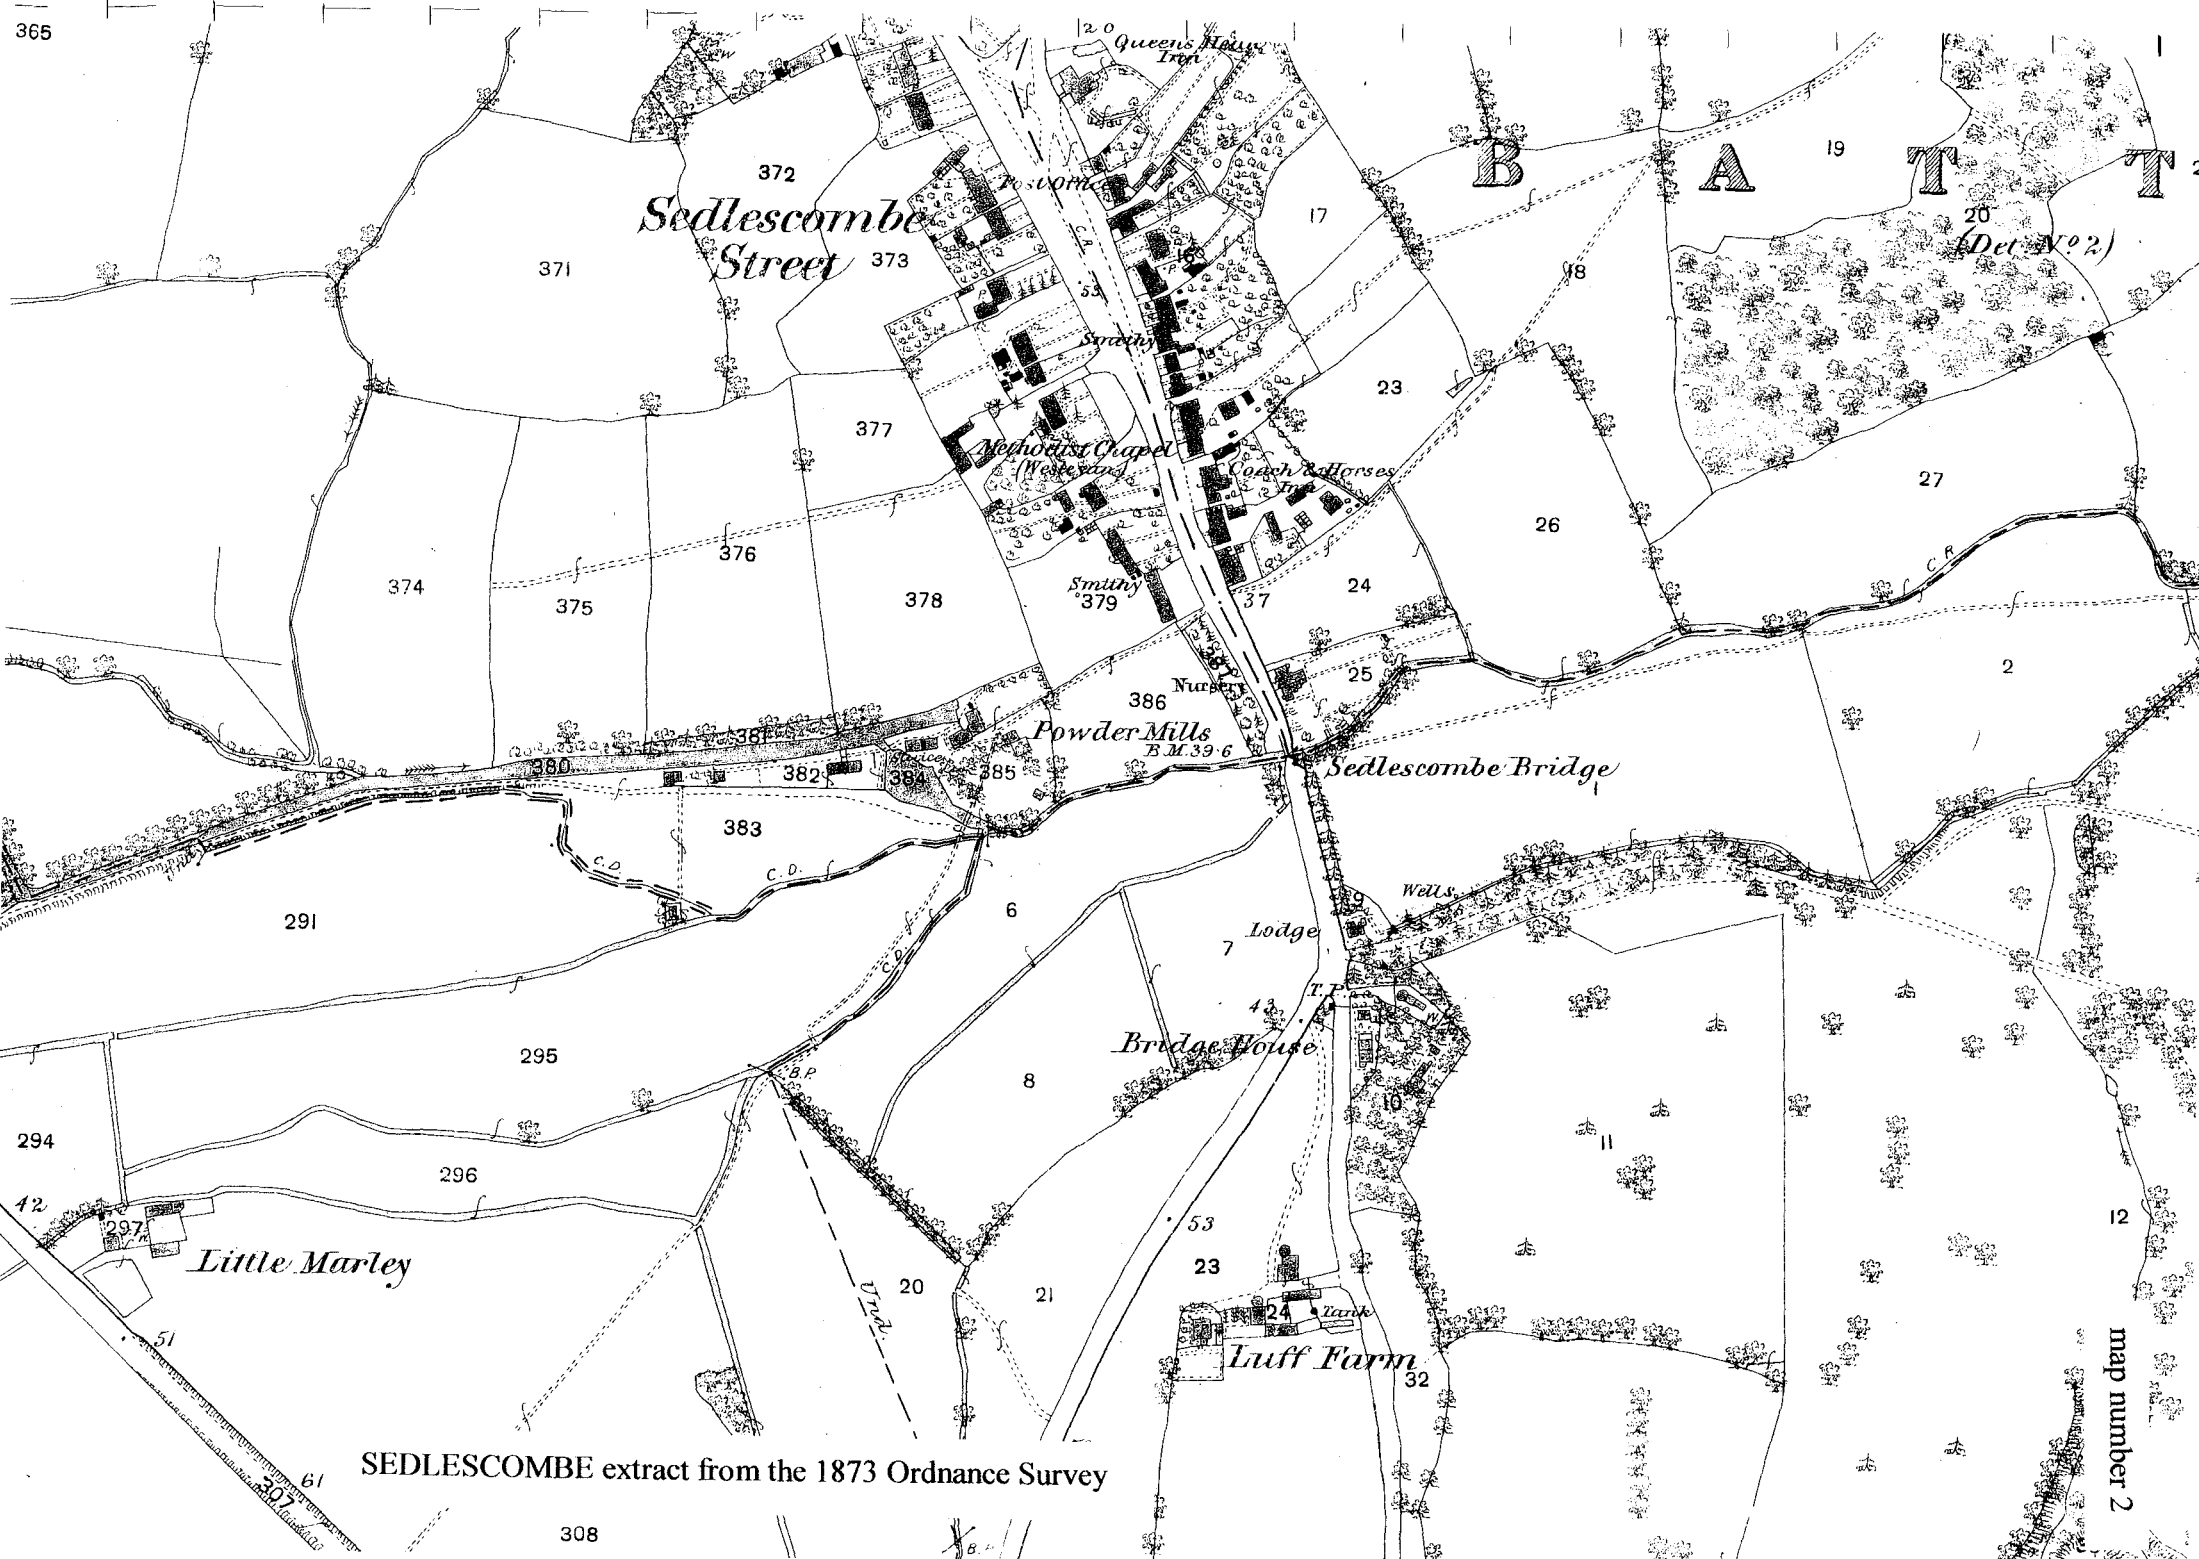 365
20
Queens Head
Inn
W
B A T T
19
372
Post Office
17
20
(Det. No. 2)
Sedlescombe
Street
373
371
C.R.
16
18
P
P
53
Smithy
23
377
Methodist Chapel
(Wesleyan)
Coach & Horses
Inn
27
26
376
C.R.
374
375
378
Smithy
379
37
24
2
25
Nursery
386
Powder Mills
B.M. 39.6
381
380
382
384
385
Sedlescombe Bridge
383
C.D.
C.D.
Wells
291
6
9
Lodge
7
C.D.
T.P.
43
W
Bridge House
295
B.P.
8
10
11
294
296
42
297
12
53
Little Marley
23
20
21
Und.
24
Tank
51
Luff Farm
32
map number 2
SEDLESCOMBE extract from the 1873 Ordnance Survey
61
307
308